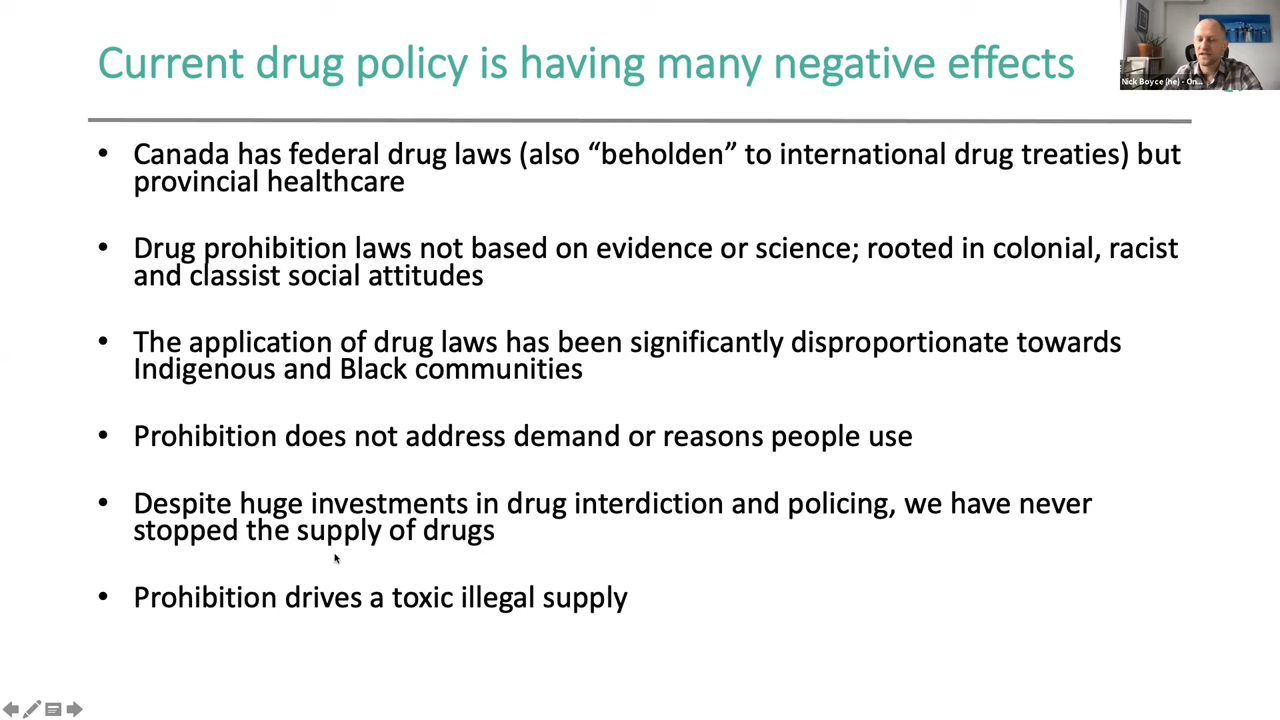 Current drug policy is having many negative effects
Nick Boyce (he) - On...
• Canada has federal drug laws (also “beholden” to international drug treaties) but
provincial healthcare
• Drug prohibition laws not based on evidence or science; rooted in colonial, racist
and classist social attitudes
• The application of drug laws has been significantly disproportionate towards
Indigenous and Black communities
• Prohibition does not address demand or reasons people use
• Despite huge investments in drug interdiction and policing, we have never
stopped the supply of drugs
• Prohibition drives a toxic illegal supply